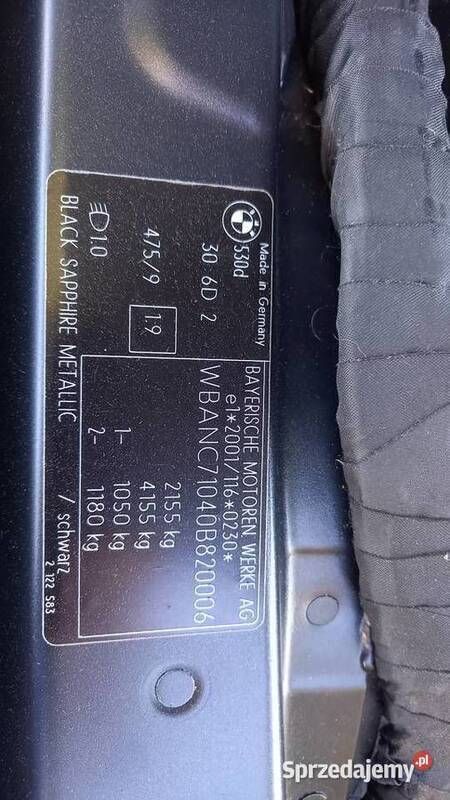 Made in Germany
530d
30 6D 2
475/9
1.9
1.0
BLACK SAPPHIRE METALLIC / schwarz
2 122 583
BAYERISCHE MOTOREN WERKE AG
e1*2001/116*0230*
WBANC71040B820006
2155 kg
4155 kg
1- 1050 kg
2- 1180 kg
Sprzedajemy.pl